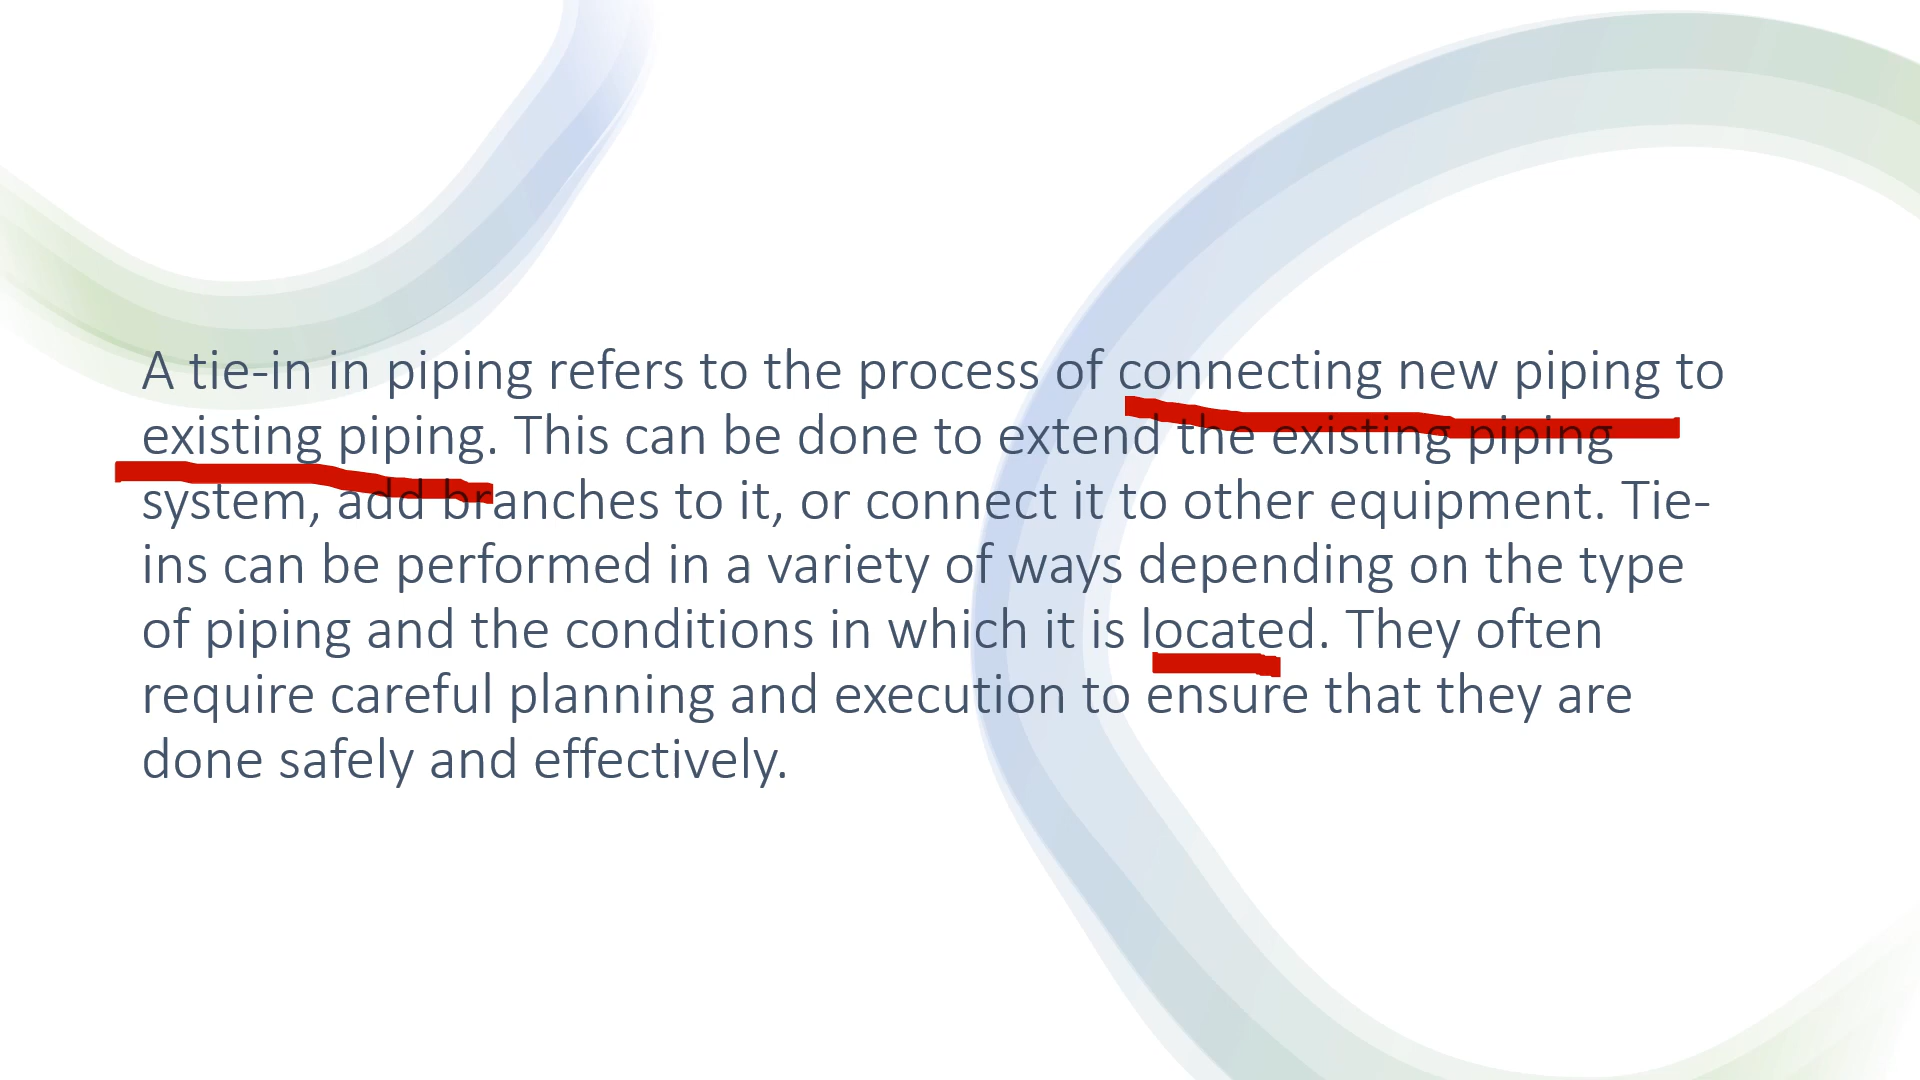 A tie-in in piping refers to the process of connecting new piping to
existing piping. This can be done to extend the existing piping
system, add branches to it, or connect it to other equipment. Tie-
ins can be performed in a variety of ways depending on the type
of piping and the conditions in which it is located. They often
require careful planning and execution to ensure that they are
done safely and effectively.